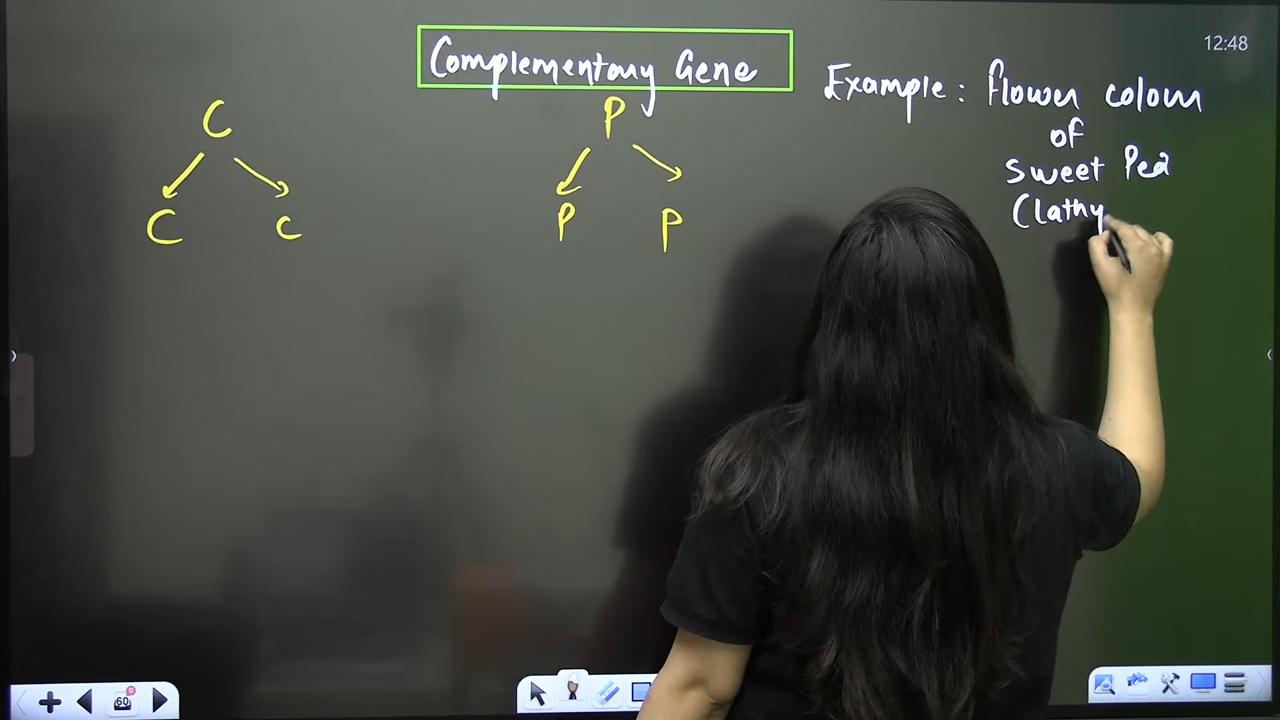 12:48
Complementary Gene
Example: flower colour
of
sweet Pea
(lathy
C
C c
P
P p
60